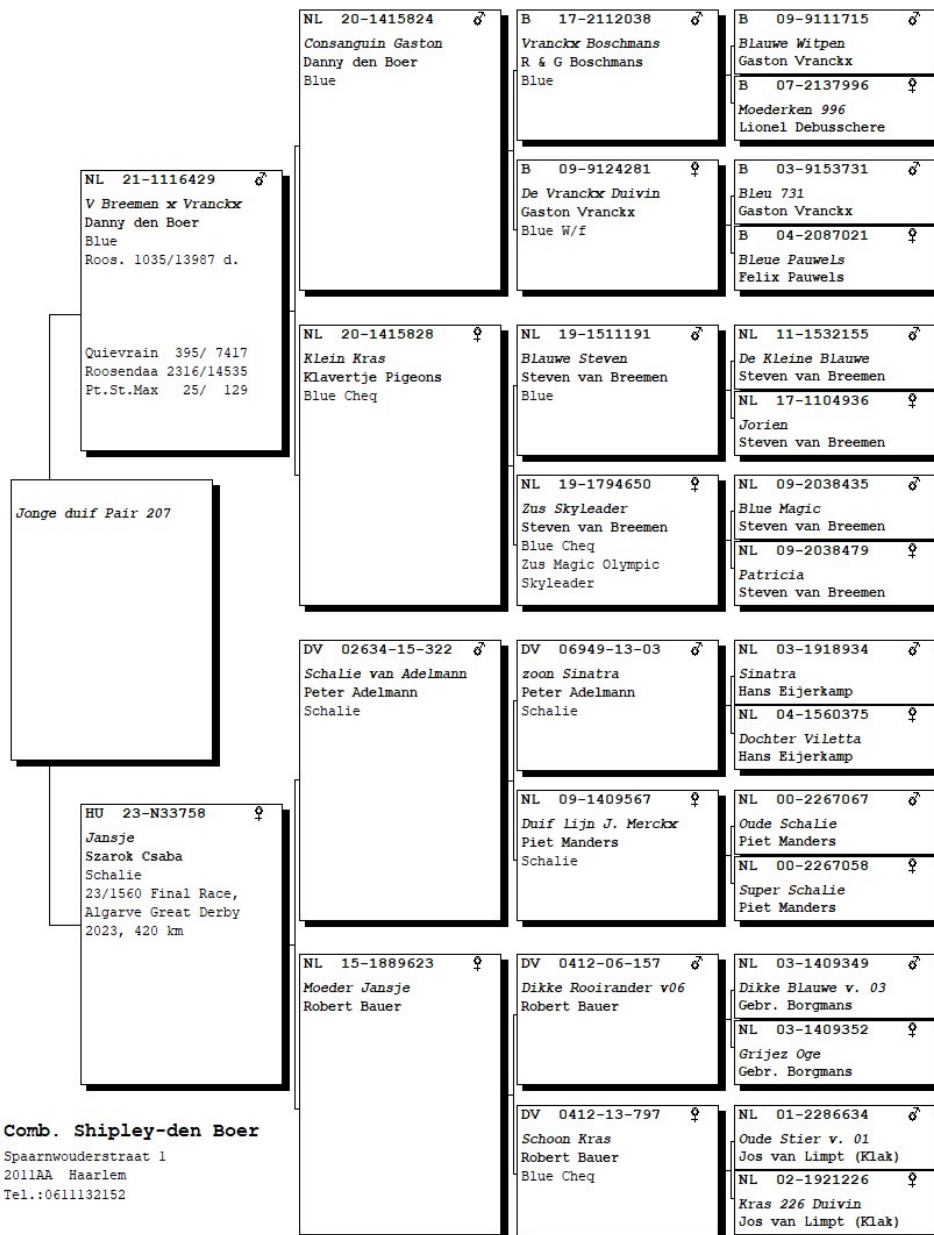 Jonge duif Pair 207
NL 21-1116429 ♂
V Breemen x Vranckx
Danny den Boer
Blue
Roos. 1035/13987 d.
Quievrain 395/ 7417
Roosendaa 2316/14535
Pt.St.Max 25/ 129
HU 23-N33758 ♀
Jansje
Szarok Csaba
Schalie
23/1560 Final Race,
Algarve Great Derby
2023, 420 km
NL 20-1415824 ♂
Consanguin Gaston
Danny den Boer
Blue
NL 20-1415828 ♀
Klein Kras
Klavertje Pigeons
Blue Cheq
DV 02634-15-322 ♂
Schalie van Adelmann
Peter Adelmann
Schalie
NL 15-1889623 ♀
Moeder Jansje
Robert Bauer
B 17-2112038 ♂
Vranckx Boschmans
R & G Boschmans
Blue
B 09-9124281 ♀
De Vranckx Duivin
Gaston Vranckx
Blue W/f
NL 19-1511191 ♂
Blauwe Steven
Steven van Breemen
Blue
NL 19-1794650 ♀
Zus Skyleader
Steven van Breemen
Blue Cheq
Zus Magic Olympic
Skyleader
DV 06949-13-03 ♂
zoon Sinatra
Peter Adelmann
Schalie
NL 09-1409567 ♀
Duif lijn J. Merckx
Piet Manders
Schalie
DV 0412-06-157 ♂
Dikke Rooirander v06
Robert Bauer
DV 0412-13-797 ♀
Schoon Kras
Robert Bauer
Blue Cheq
B 09-9111715 ♂
Blauwe Witpen
Gaston Vranckx
B 07-2137996 ♀
Moederken 996
Lionel Debusschere
B 03-9153731 ♂
Bleu 731
Gaston Vranckx
B 04-2087021 ♀
Bleue Pauwels
Felix Pauwels
NL 11-1532155 ♂
De Kleine Blauwe
Steven van Breemen
NL 17-1104936 ♀
Jorien
Steven van Breemen
NL 09-2038435 ♂
Blue Magic
Steven van Breemen
NL 09-2038479 ♀
Patricia
Steven van Breemen
NL 03-1918934 ♂
Sinatra
Hans Eijerkamp
NL 04-1560375 ♀
Dochter Viletta
Hans Eijerkamp
NL 00-2267067 ♂
Oude Schalie
Piet Manders
NL 00-2267058 ♀
Super Schalie
Piet Manders
NL 03-1409349 ♂
Dikke Blauwe v. 03
Gebr. Borgmans
NL 03-1409352 ♀
Grijez Oge
Gebr. Borgmans
NL 01-2286634 ♂
Oude Stier v. 01
Jos van Limpt (Klak)
NL 02-1921226 ♀
Kras 226 Duivin
Jos van Limpt (Klak)
Comb. Shipley-den Boer
Spaarnwouderstraat 1
2011AA Haarlem
Tel.:0611132152